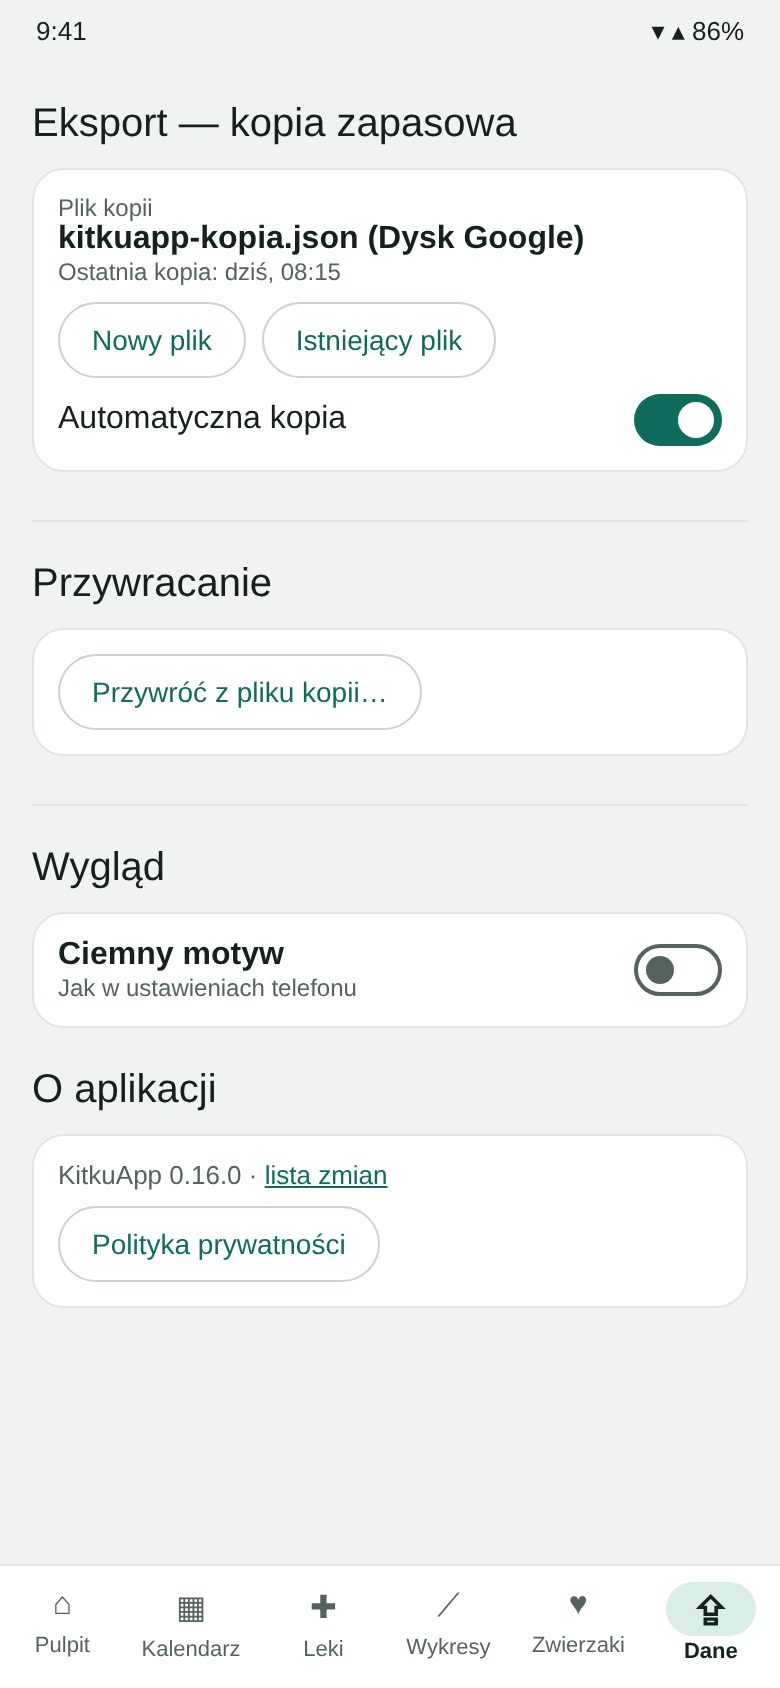 9:41 ▼▲ 86%
Eksport — kopia zapasowa
Plik kopii
kitkuapp-kopia.json (Dysk Google)
Ostatnia kopia: dziś, 08:15
Nowy plik Istniejący plik
Automatyczna kopia
Przywracanie
Przywróć z pliku kopii…
Wygląd
Ciemny motyw
Jak w ustawieniach telefonu
O aplikacji
KitkuApp 0.16.0 · lista zmian
Polityka prywatności
Pulpit Kalendarz Leki Wykresy Zwierzaki Dane